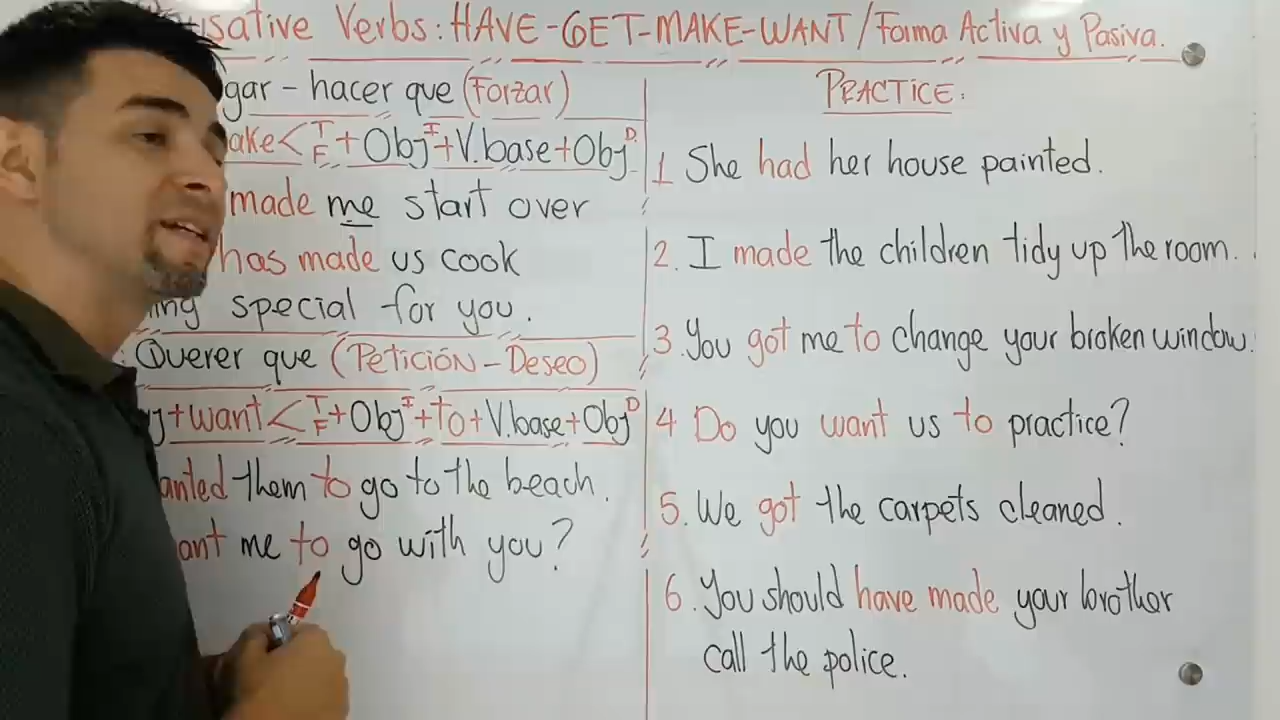 Verbs: HAVE-GET-MAKE-WANT/Forma Activa y Pasiva.
- hacer que (Forzar)
< T F + Obj I + V.base + Obj D
made me start over
has made us cook
special for you.
Querer que (Petición - Deseo)
+ want < T F + Obj I + to + V.base + Obj D
them to go to the beach.
me to go with you?
PRACTICE:
1 She had her house painted.
2. I made the children tidy up the room.
3. You got me to change your broken window.
4 Do you want us to practice?
5. We got the carpets cleaned.
6. You should have made your brother
call the police.